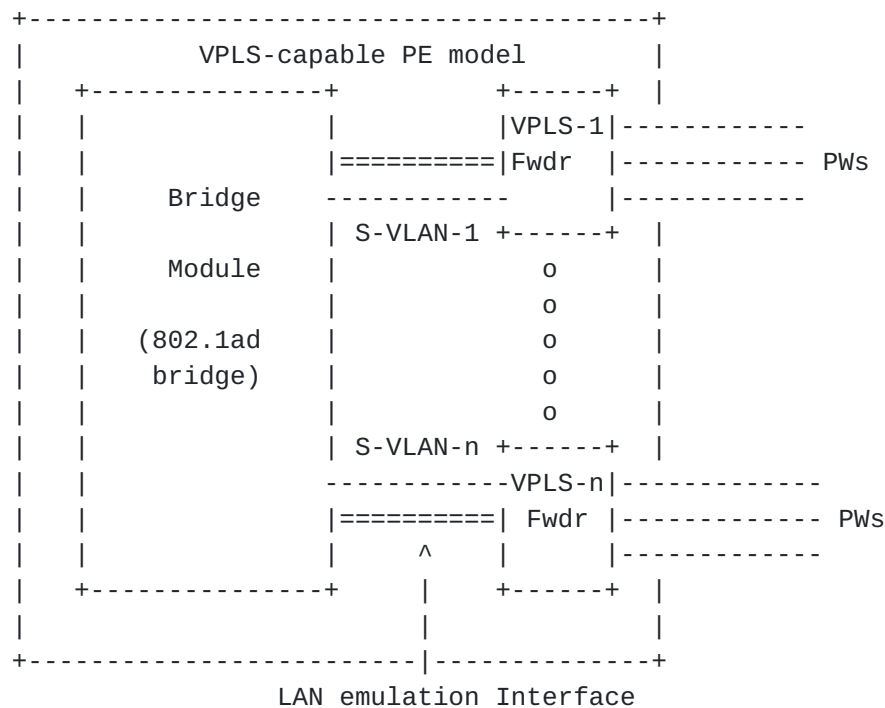 VPLS-capable PE model
VPLS-1
Fwdr PWs
Bridge
S-VLAN-1
Module o
o
(802.1ad o
bridge) o
o
S-VLAN-n
VPLS-n
Fwdr PWs
^
LAN emulation Interface